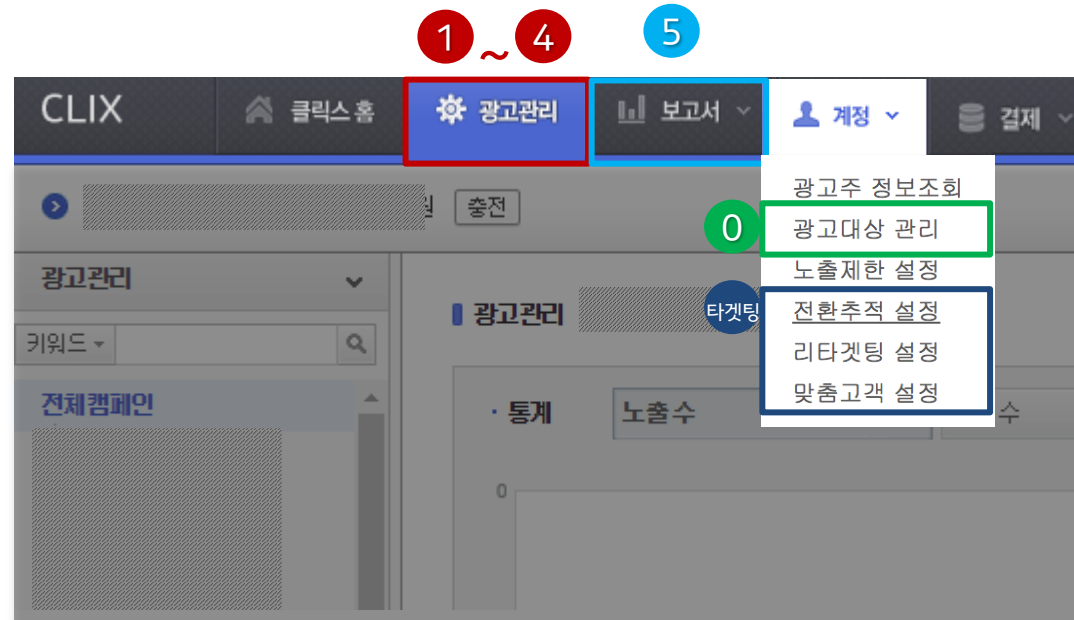 1 ~ 4
5
CLIX 클릭스 홈 광고관리 보고서 계정 결제
원 충전
광고주 정보조회
0 광고대상 관리
노출제한 설정
타겟팅 전환추적 설정
리타겟팅 설정
맞춤고객 설정
광고관리
광고관리
키워드
전체캠페인
· 통계 노출수 수
0